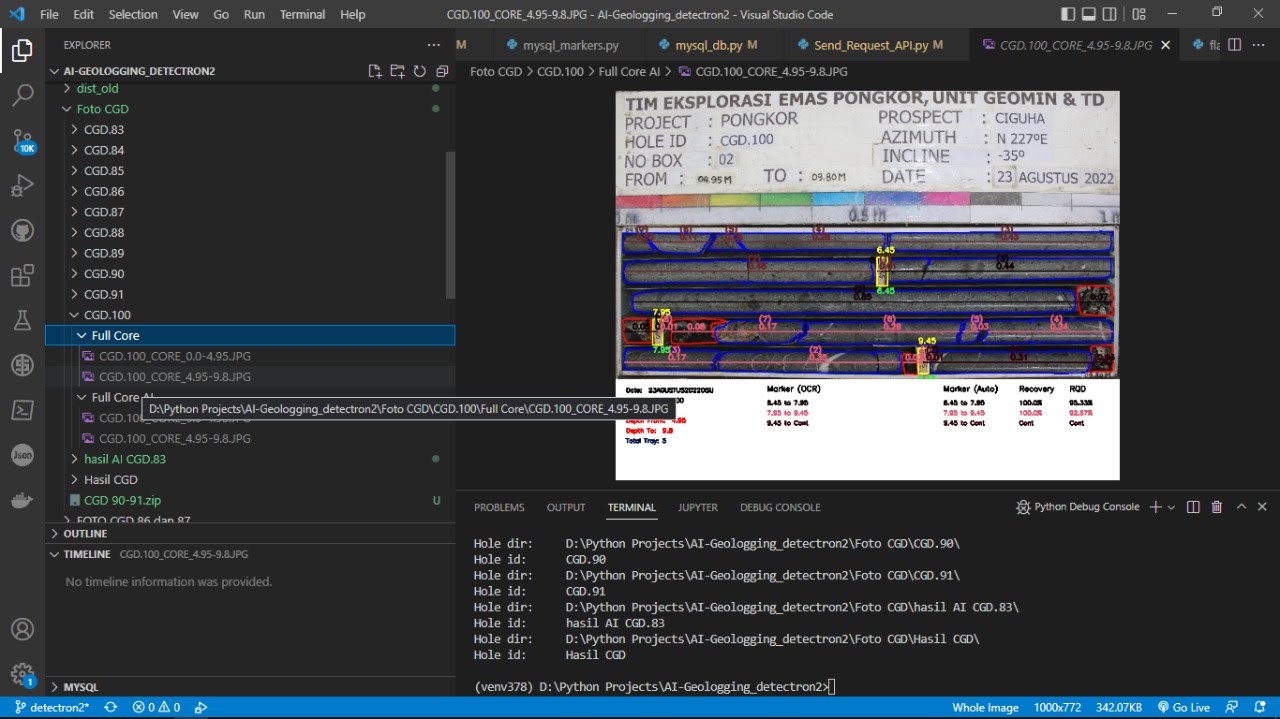 File Edit Selection View Go Run Terminal Help
CGD.100_CORE_4.95-9.8.JPG - AI-Geologging_detectron2 - Visual Studio Code
EXPLORER
AI-GEOLOGGING_DETECTRON2
dist_old
Foto CGD
CGD.83
CGD.84
CGD.85
CGD.86
CGD.87
CGD.88
CGD.89
CGD.90
CGD.91
CGD.100
Full Core
CGD.100_CORE_0.0-4.95.JPG
CGD.100_CORE_4.95-9.8.JPG
Full Core AI
D:\Python Projects\AI-Geologging_detectron2\Foto CGD\CGD.100\Full Core\CGD.100_CORE_4.95-9.8.JPG
CGD.100_CORE_4.95-9.8.JPG
hasil AI CGD.83
Hasil CGD
CGD 90-91.zip U
FOTO CGD 86 dan 87
OUTLINE
TIMELINE CGD.100_CORE_4.95-9.8.JPG
No timeline information was provided.
MYSQL
10K
Json
1
M mysql_markers.py mysql_db.py M Send_Request_API.py M CGD.100_CORE_4.95-9.8.JPG
Foto CGD > CGD.100 > Full Core AI > CGD.100_CORE_4.95-9.8.JPG
TIM EKSPLORASI EMAS PONGKOR, UNIT GEOMIN & TD
PROJECT : PONGKOR PROSPECT : CIGUHA
HOLE ID : CGD.100 AZIMUTH : N 227ºE
NO BOX : 02 INCLINE : -35º
FROM : 04.95 M TO : 09.80 M DATE : 23 AGUSTUS 2022
0.5 M 1 m
6.45
0.44
6.45
7.95
0.17
(4)
7.95
9.45
(2)
0.31
Date: 23AGUSTUS2022OSU Marker (OCR) Marker (Auto) Recovery RQD
6.45 to 7.95 6.45 to 7.95 100.0% 95.33%
7.95 to 9.45 7.95 to 9.45 100.0% 92.67%
Depth From: 4.95 9.45 to Cont 9.45 to Cont Cont Cont
Depth To: 9.8
Total Tray: 5
PROBLEMS OUTPUT TERMINAL JUPYTER DEBUG CONSOLE
Python Debug Console
Hole dir: D:\Python Projects\AI-Geologging_detectron2\Foto CGD\CGD.90\
Hole id: CGD.90
Hole dir: D:\Python Projects\AI-Geologging_detectron2\Foto CGD\CGD.91\
Hole id: CGD.91
Hole dir: D:\Python Projects\AI-Geologging_detectron2\Foto CGD\hasil AI CGD.83\
Hole id: hasil AI CGD.83
Hole dir: D:\Python Projects\AI-Geologging_detectron2\Foto CGD\Hasil CGD\
Hole id: Hasil CGD
(venv378) D:\Python Projects\AI-Geologging_detectron2>
detectron2* 0 0 Whole Image 1000x772 342.07KB Go Live